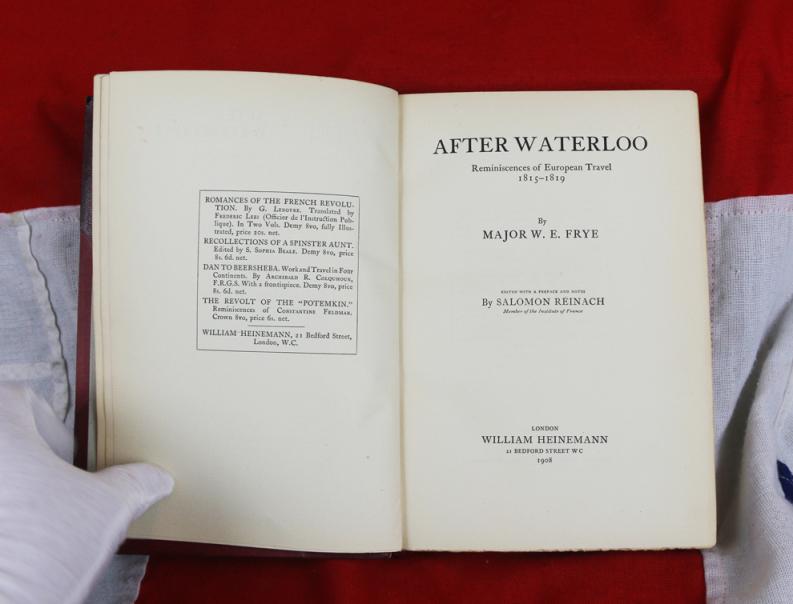 ROMANCES OF THE FRENCH REVOLU-
TION. By G. Lenotre. Translated by
Frederic Lees (Officier de l'Instruction Pub-
lique). In Two Vols. Demy 8vo, fully Illus-
trated, price 20s. net.
RECOLLECTIONS OF A SPINSTER AUNT.
Edited by S. Sophia Beale. Demy 8vo, price
8s. 6d. net.
DAN TO BEERSHEBA. Work and Travel in Four
Continents. By Archibald R. Colquhoun,
F.R.G.S. With a frontispiece. Demy 8vo, price
8s. 6d. net.
THE REVOLT OF THE "POTEMKIN."
Reminiscences of Constantine Feldmar.
Crown 8vo, price 6s. net.
WILLIAM HEINEMANN, 21 Bedford Street,
London, W.C.
AFTER WATERLOO
Reminiscences of European Travel
1815–1819
By
MAJOR W. E. FRYE
EDITED WITH A PREFACE AND NOTES
By SALOMON REINACH
Member of the Institute of France
LONDON
WILLIAM HEINEMANN
21 BEDFORD STREET W C
1908